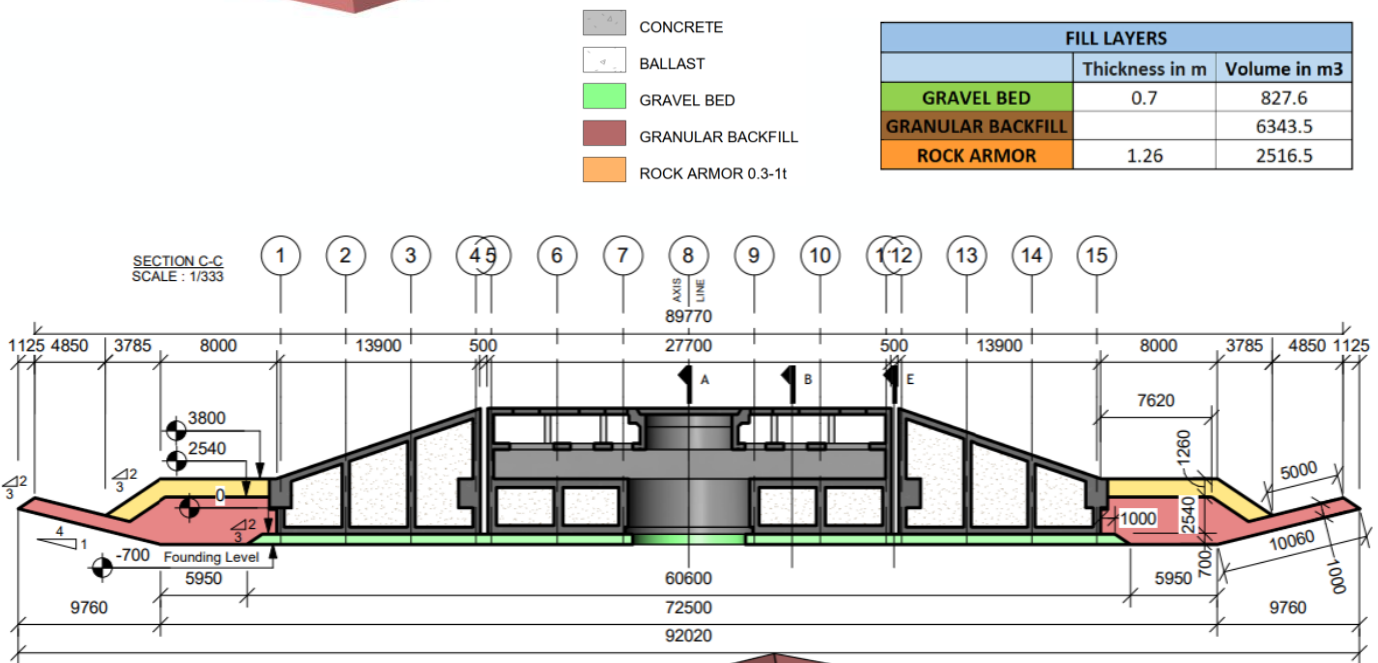 CONCRETE
BALLAST
GRAVEL BED
GRANULAR BACKFILL
ROCK ARMOR 0.3-1t
FILL LAYERS
Thickness in m Volume in m3
GRAVEL BED 0.7 827.6
GRANULAR BACKFILL 6343.5
ROCK ARMOR 1.26 2516.5
SECTION C-C
SCALE : 1/333
1 2 3 4 5 6 7 8 9 10 11 12 13 14 15
AXIS
LINE
89770
1125 4850 3785 8000 13900 500 27700 500 13900 8000 3785 4850 1125
A B E
7620
3800
2540
0
2
3
2
3
2
3
4
1
1260
5000
2540
1000
700
10060
1000
-700 Founding Level
5950 60600 5950
9760 72500 9760
92020